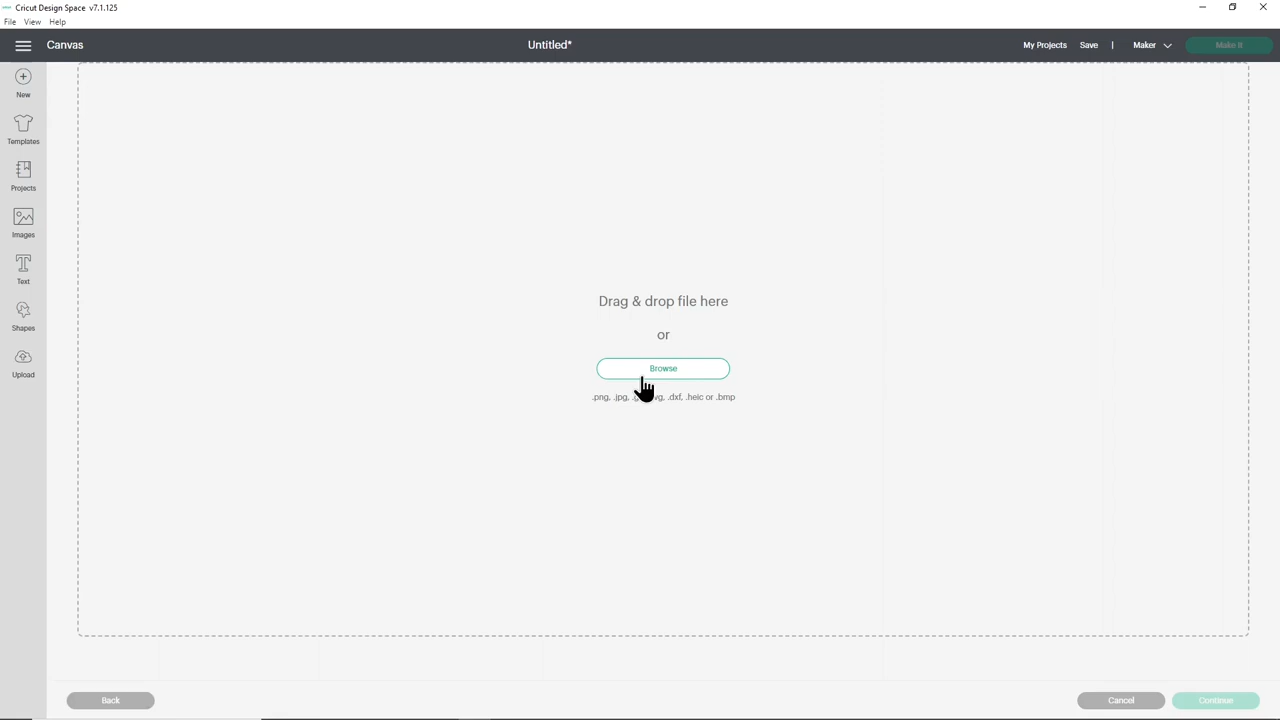 Cricut Design Space v7.1.125
File View Help
Canvas
Untitled*
My Projects Save | Maker
Make It
New
Templates
Projects
Images
Text
Shapes
Upload
Drag & drop file here
or
Browse
.png, .jpg, .dxf, .heic or .bmp
Back
Cancel
Continue